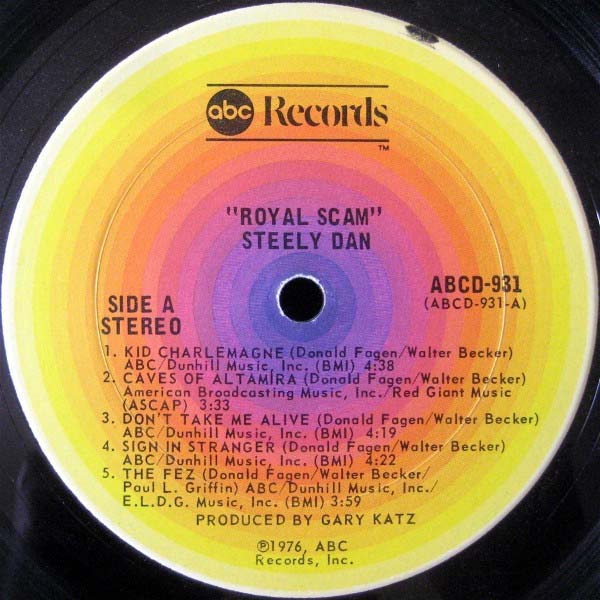 abc Records
TM
"ROYAL SCAM"
STEELY DAN
SIDE A
STEREO
ABCD-931
(ABCD-931-A)
1. KID CHARLEMAGNE (Donald Fagen/Walter Becker)
ABC/Dunhill Music, Inc. (BMI) 4:38
2. CAVES OF ALTAMIRA (Donald Fagen/Walter Becker)
American Broadcasting Music, Inc./Red Giant Music
(ASCAP) 3:33
3. DON'T TAKE ME ALIVE (Donald Fagen/Walter Becker)
ABC/Dunhill Music, Inc. (BMI) 4:19
4. SIGN IN STRANGER (Donald Fagen/Walter Becker)
ABC/Dunhill Music, Inc. (BMI) 4:22
5. THE FEZ (Donald Fagen/Walter Becker/
Paul L. Griffin) ABC/Dunhill Music, Inc./
E.L.D.G. Music, Inc. (BMI) 3:59
PRODUCED BY GARY KATZ
℗1976, ABC
Records, Inc.